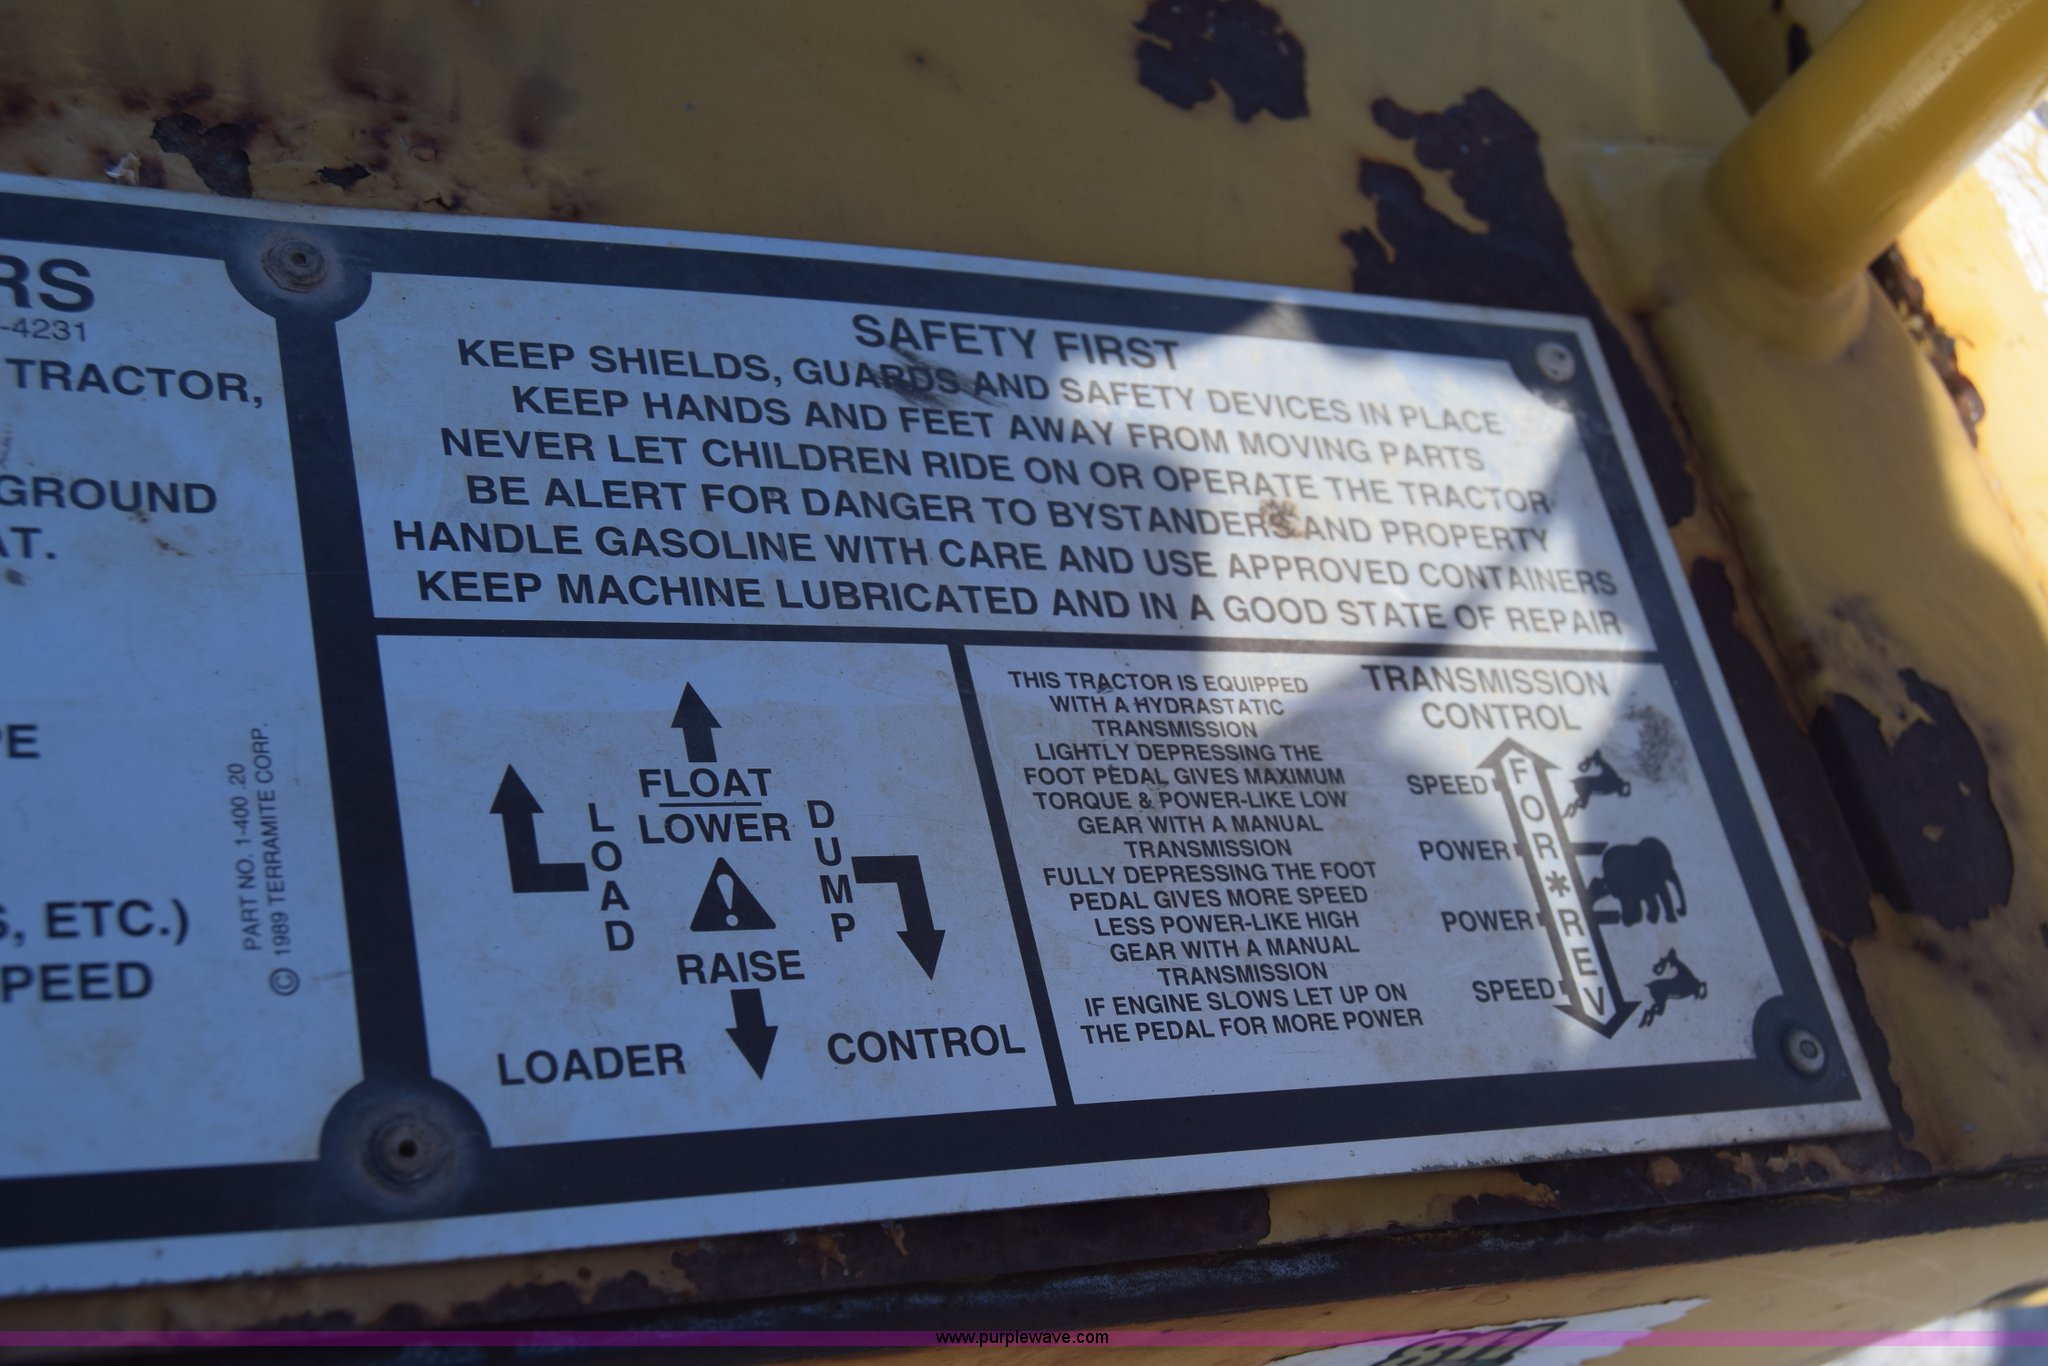 RS
-4231
TRACTOR,
GROUND
AT.
PE
S, ETC.)
SPEED
PART NO. 1-400 .20
© 1989 TERRAMITE CORP.
SAFETY FIRST
KEEP SHIELDS, GUARDS AND SAFETY DEVICES IN PLACE
KEEP HANDS AND FEET AWAY FROM MOVING PARTS
NEVER LET CHILDREN RIDE ON OR OPERATE THE TRACTOR
BE ALERT FOR DANGER TO BYSTANDERS AND PROPERTY
HANDLE GASOLINE WITH CARE AND USE APPROVED CONTAINERS
KEEP MACHINE LUBRICATED AND IN A GOOD STATE OF REPAIR
FLOAT
LOWER
LOAD
DUMP
!
RAISE
LOADER CONTROL
THIS TRACTOR IS EQUIPPED
WITH A HYDRASTATIC
TRANSMISSION
LIGHTLY DEPRESSING THE
FOOT PEDAL GIVES MAXIMUM
TORQUE & POWER-LIKE LOW
GEAR WITH A MANUAL
TRANSMISSION
FULLY DEPRESSING THE FOOT
PEDAL GIVES MORE SPEED
LESS POWER-LIKE HIGH
GEAR WITH A MANUAL
TRANSMISSION
IF ENGINE SLOWS LET UP ON
THE PEDAL FOR MORE POWER
TRANSMISSION
CONTROL
SPEED
POWER
POWER
SPEED
FOR*REV
www.purplewave.com